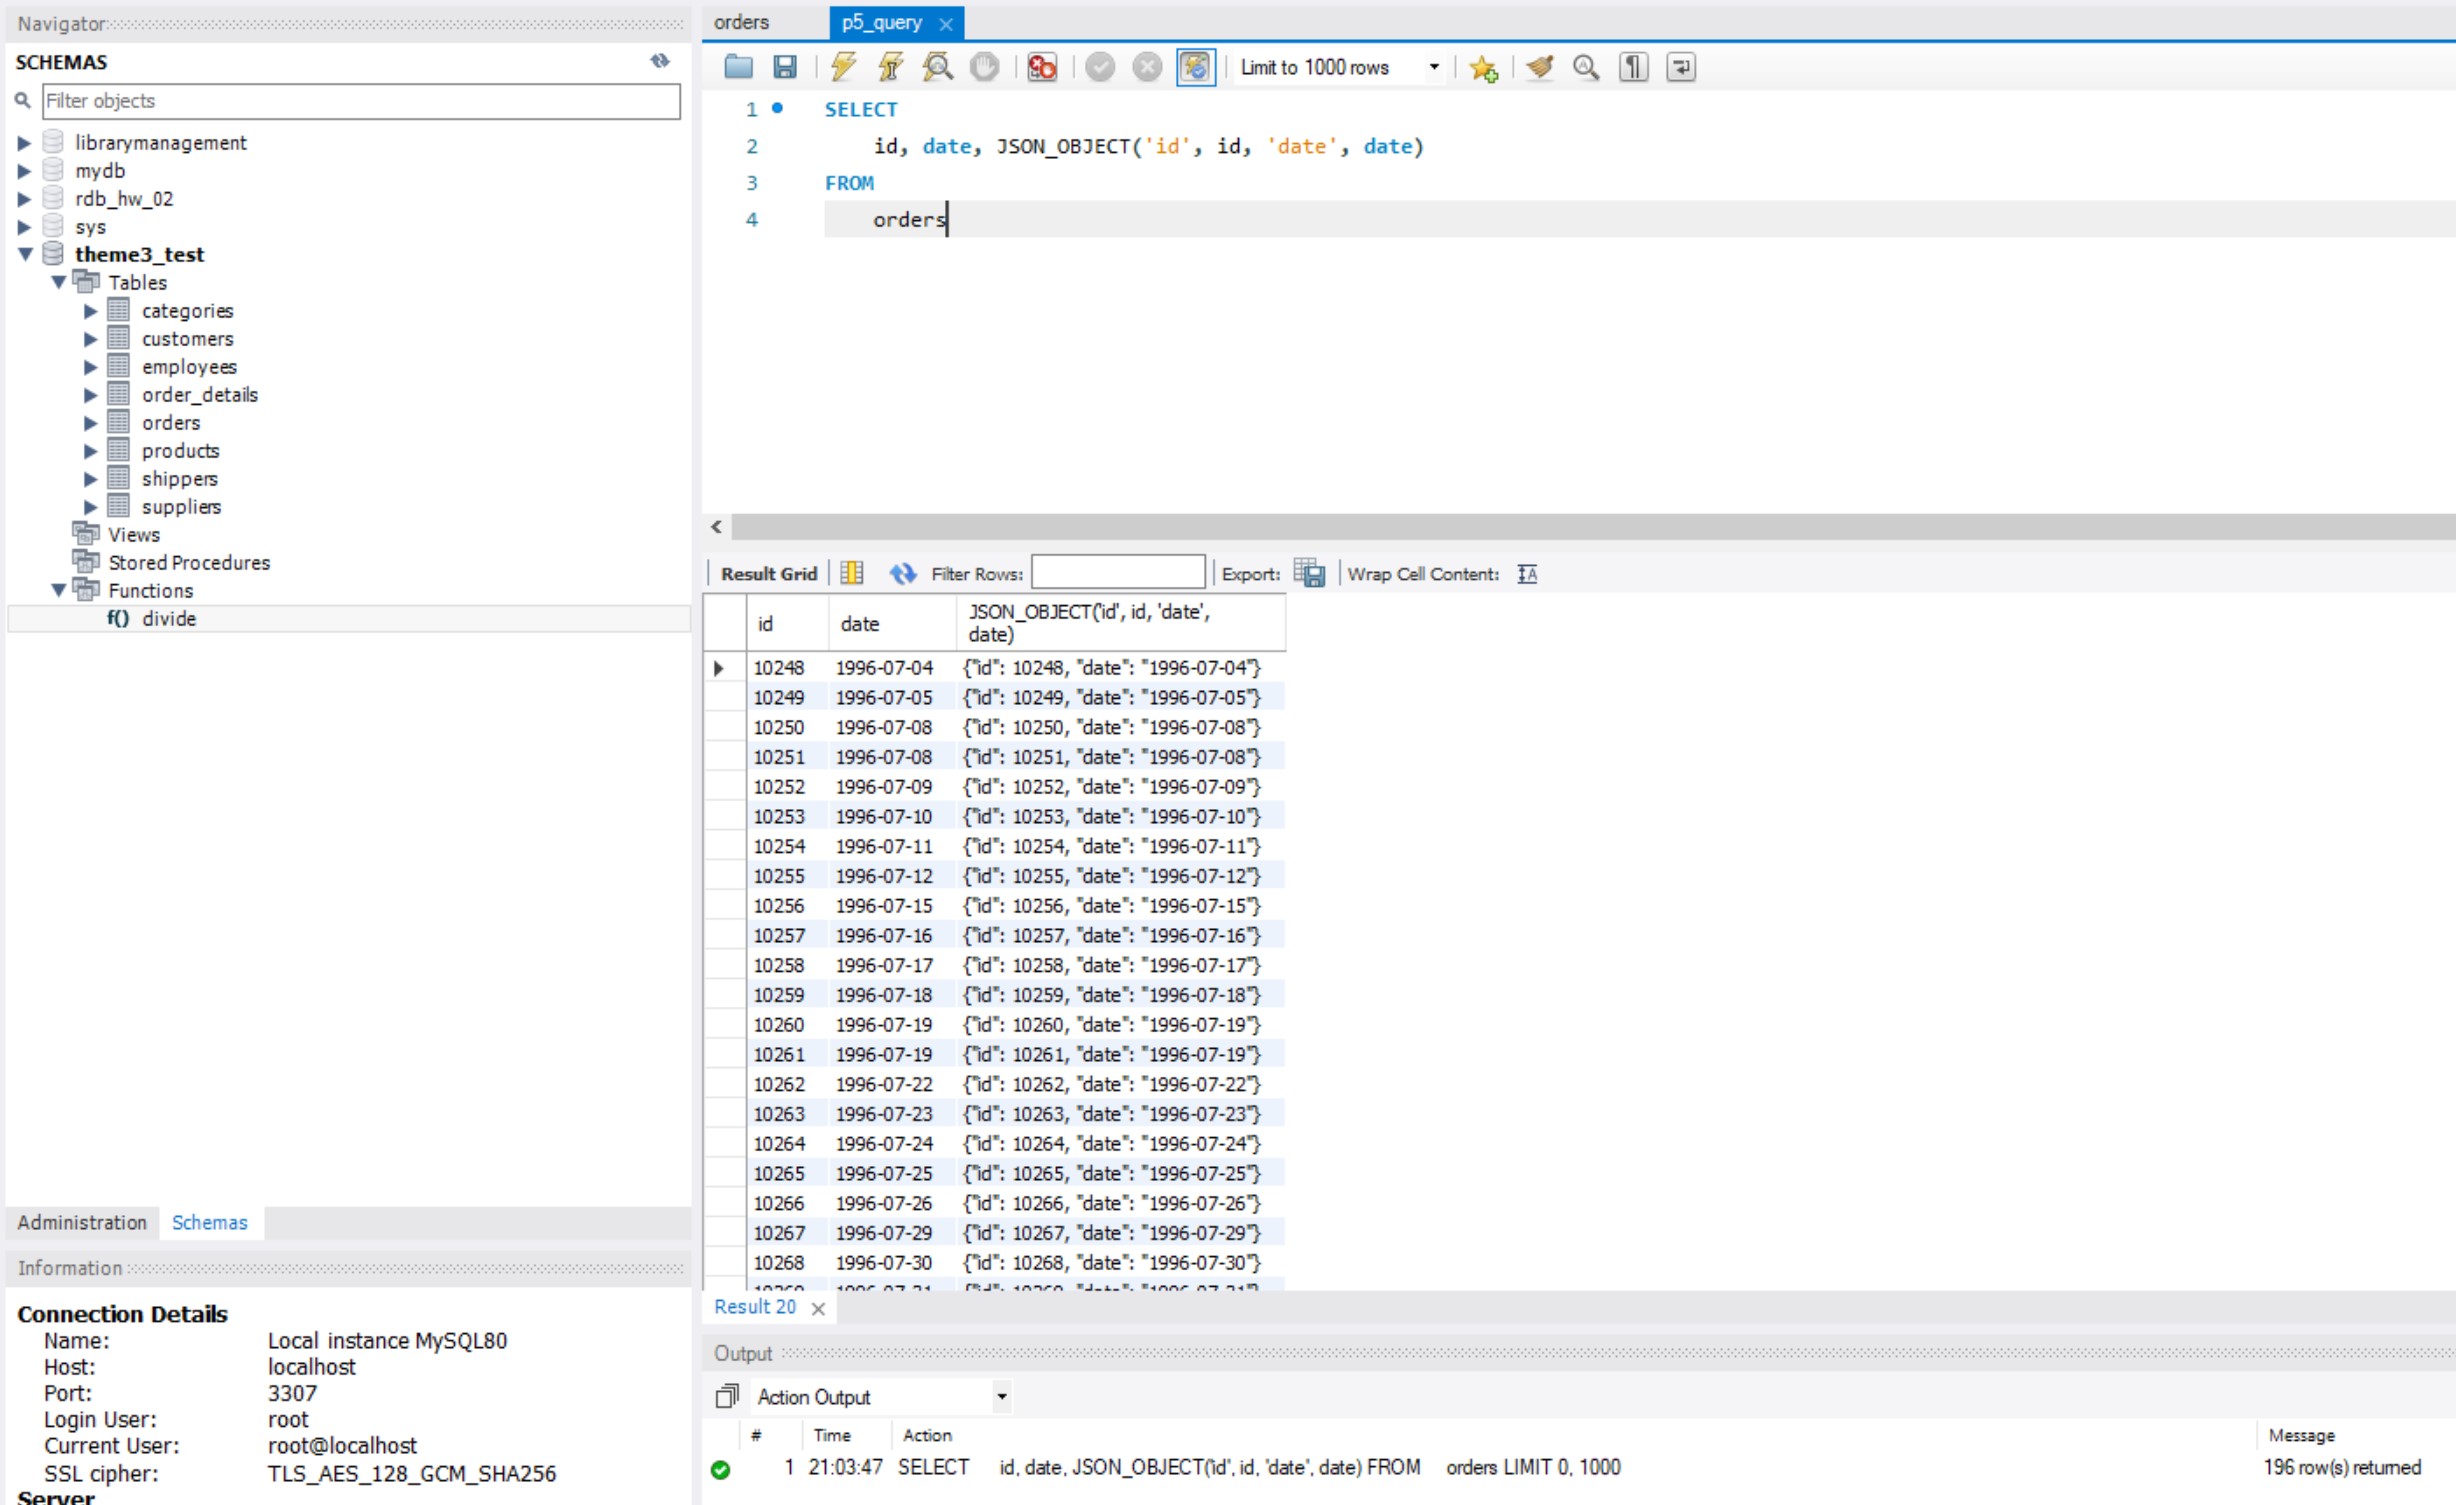 Navigator
SCHEMAS
Filter objects
librarymanagement
mydb
rdb_hw_02
sys
theme3_test
Tables
categories
customers
employees
order_details
orders
products
shippers
suppliers
Views
Stored Procedures
Functions
f() divide
Administration Schemas
Information
Connection Details
Name: Local instance MySQL80
Host: localhost
Port: 3307
Login User: root
Current User: root@localhost
SSL cipher: TLS_AES_128_GCM_SHA256
Server
orders p5_query
Limit to 1000 rows
1 SELECT
2 id, date, JSON_OBJECT('id', id, 'date', date)
3 FROM
4 orders
Result Grid Filter Rows: Export: Wrap Cell Content:
id date JSON_OBJECT('id', id, 'date',
date)
10248 1996-07-04 {"id": 10248, "date": "1996-07-04"}
10249 1996-07-05 {"id": 10249, "date": "1996-07-05"}
10250 1996-07-08 {"id": 10250, "date": "1996-07-08"}
10251 1996-07-08 {"id": 10251, "date": "1996-07-08"}
10252 1996-07-09 {"id": 10252, "date": "1996-07-09"}
10253 1996-07-10 {"id": 10253, "date": "1996-07-10"}
10254 1996-07-11 {"id": 10254, "date": "1996-07-11"}
10255 1996-07-12 {"id": 10255, "date": "1996-07-12"}
10256 1996-07-15 {"id": 10256, "date": "1996-07-15"}
10257 1996-07-16 {"id": 10257, "date": "1996-07-16"}
10258 1996-07-17 {"id": 10258, "date": "1996-07-17"}
10259 1996-07-18 {"id": 10259, "date": "1996-07-18"}
10260 1996-07-19 {"id": 10260, "date": "1996-07-19"}
10261 1996-07-19 {"id": 10261, "date": "1996-07-19"}
10262 1996-07-22 {"id": 10262, "date": "1996-07-22"}
10263 1996-07-23 {"id": 10263, "date": "1996-07-23"}
10264 1996-07-24 {"id": 10264, "date": "1996-07-24"}
10265 1996-07-25 {"id": 10265, "date": "1996-07-25"}
10266 1996-07-26 {"id": 10266, "date": "1996-07-26"}
10267 1996-07-29 {"id": 10267, "date": "1996-07-29"}
10268 1996-07-30 {"id": 10268, "date": "1996-07-30"}
Result 20
Output
Action Output
# Time Action Message
1 21:03:47 SELECT id, date, JSON_OBJECT('id', id, 'date', date) FROM orders LIMIT 0, 1000 196 row(s) returned